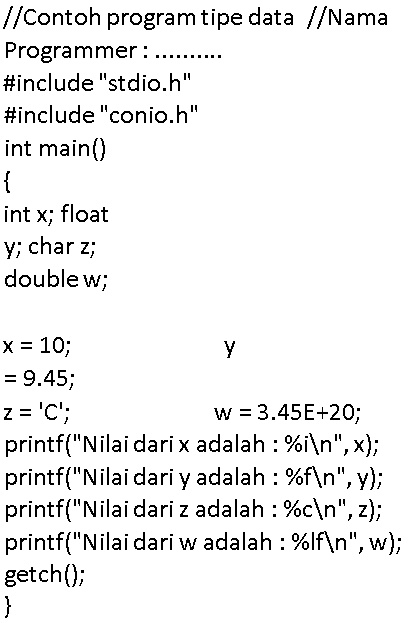 //Contoh program tipe data //Nama
Programmer : ..........
#include "stdio.h"
#include "conio.h"
int main()
{
int x; float
y; char z;
double w;
x = 10; y
= 9.45;
z = 'C'; w = 3.45E+20;
printf("Nilai dari x adalah : %i\n", x);
printf("Nilai dari y adalah : %f\n", y);
printf("Nilai dari z adalah : %c\n", z);
printf("Nilai dari w adalah : %lf\n", w);
getch();
}